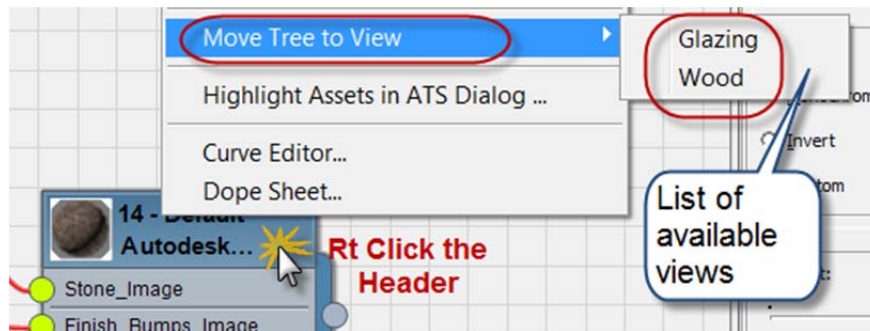 Move Tree to View
Glazing
Wood
Highlight Assets in ATS Dialog ...
Invert
Curve Editor...
Dope Sheet...
List of
available
views
14 - Default
Autodesk...
Rt Click the
Header
Stone_Image
Finish_Bumps_Image